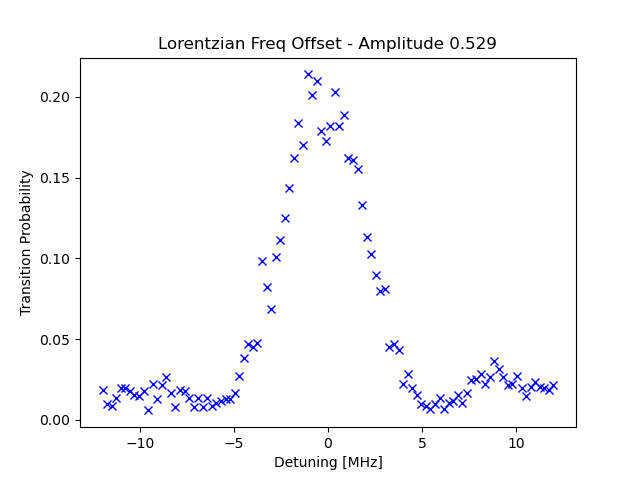 Lorentzian Freq Offset - Amplitude 0.529
0.20
0.15
0.10
0.05
0.00
Transition Probability
−10 −5 0 5 10
Detuning [MHz]